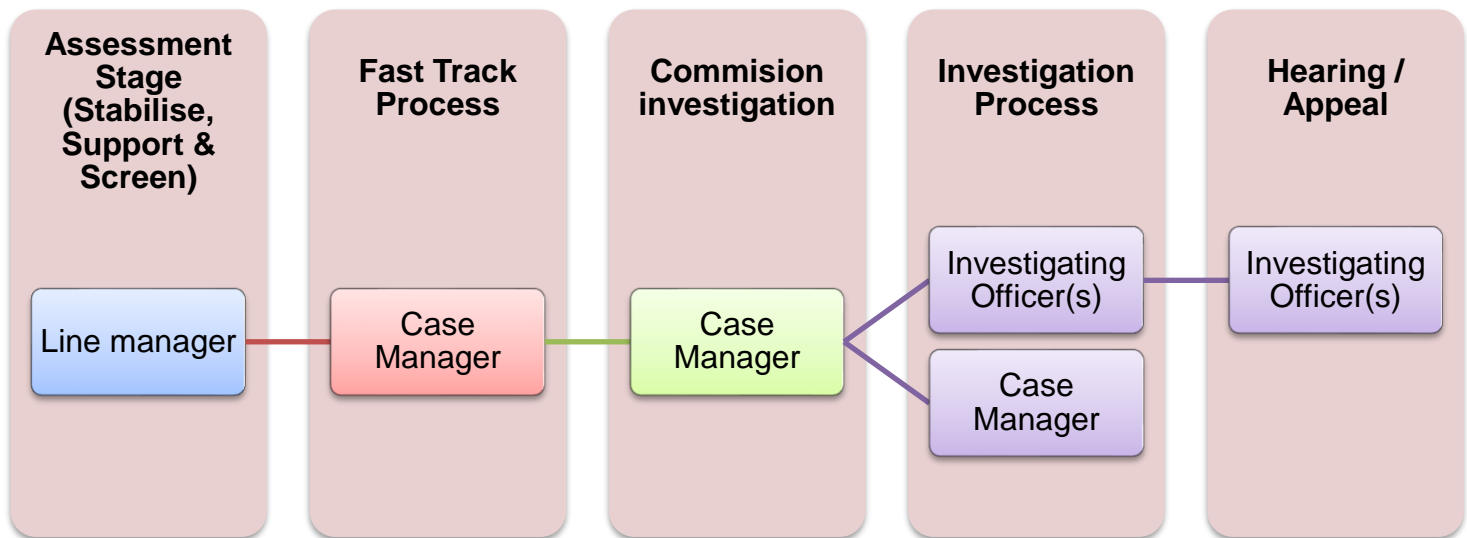 Assessment
Stage
(Stabilise,
Support &
Screen)
Fast Track
Process
Commision
investigation
Investigation
Process
Hearing /
Appeal
Line manager
Case
Manager
Case
Manager
Investigating
Officer(s)
Case
Manager
Investigating
Officer(s)